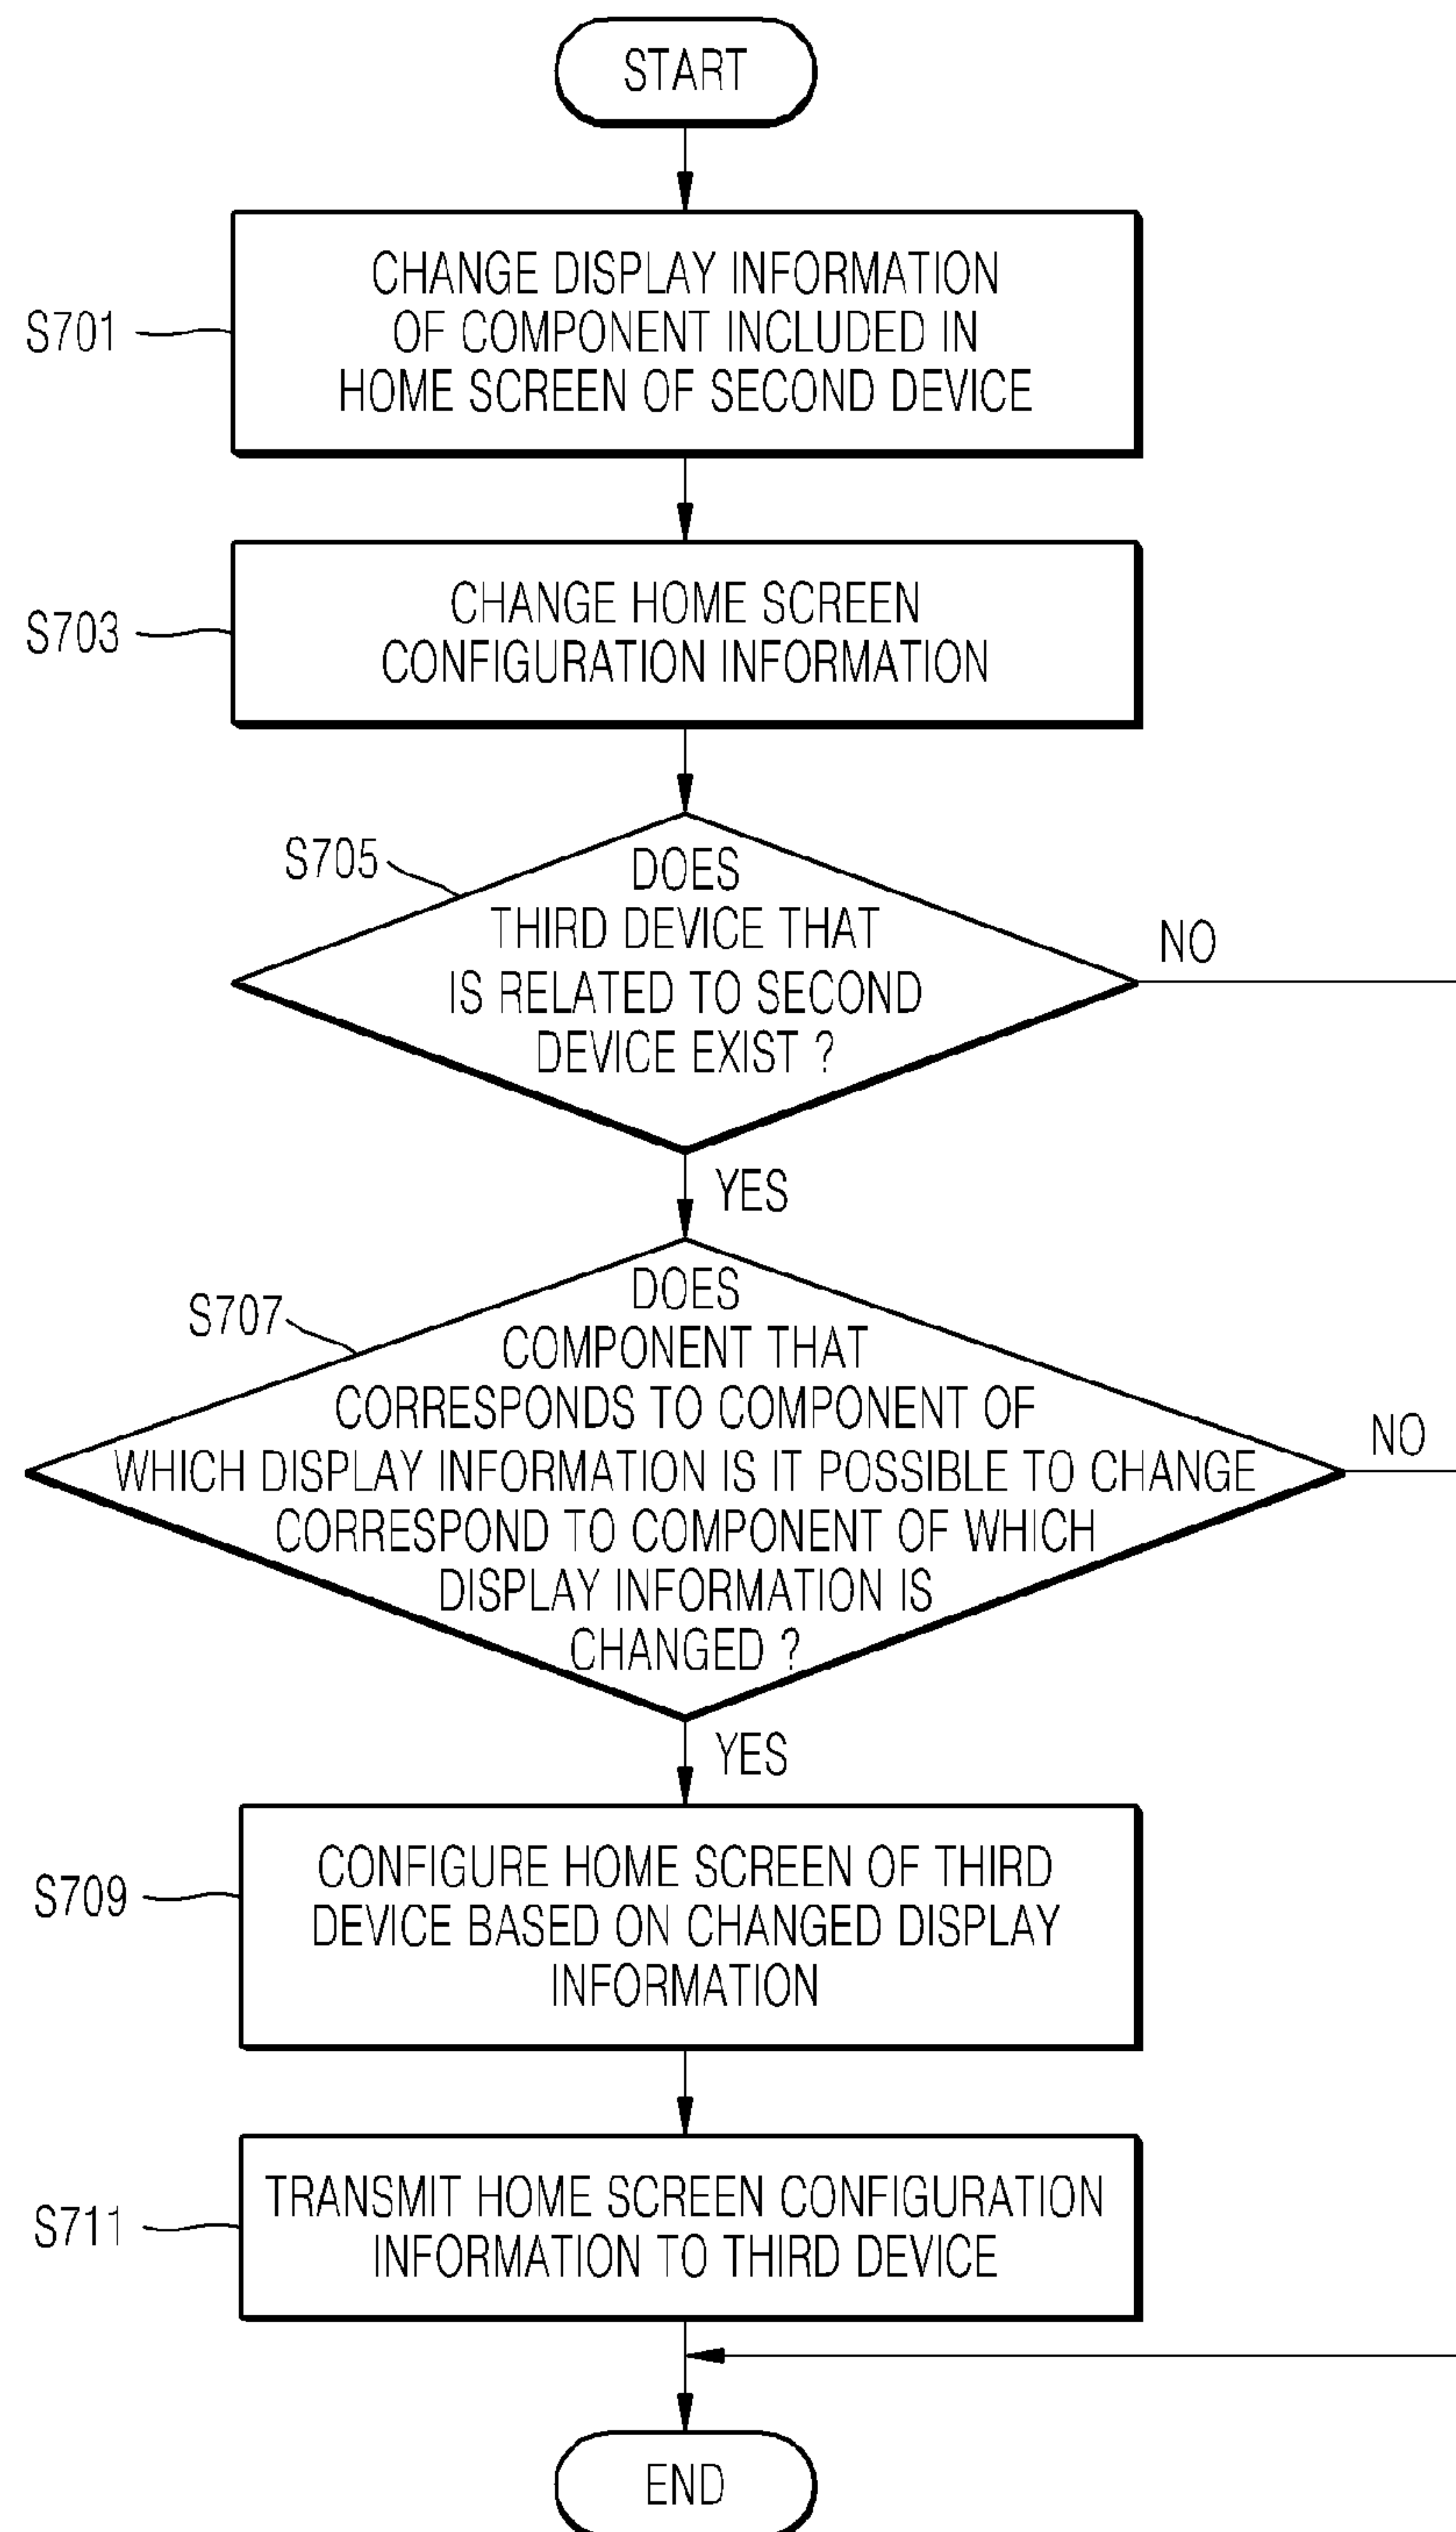 START
S701
CHANGE DISPLAY INFORMATION
OF COMPONENT INCLUDED IN
HOME SCREEN OF SECOND DEVICE
S703
CHANGE HOME SCREEN
CONFIGURATION INFORMATION
S705
DOES
THIRD DEVICE THAT
IS RELATED TO SECOND
DEVICE EXIST ?
NO
YES
S707
DOES
COMPONENT THAT
CORRESPONDS TO COMPONENT OF
WHICH DISPLAY INFORMATION IS IT POSSIBLE TO CHANGE
CORRESPOND TO COMPONENT OF WHICH
DISPLAY INFORMATION IS
CHANGED ?
NO
YES
S709
CONFIGURE HOME SCREEN OF THIRD
DEVICE BASED ON CHANGED DISPLAY
INFORMATION
S711
TRANSMIT HOME SCREEN CONFIGURATION
INFORMATION TO THIRD DEVICE
END